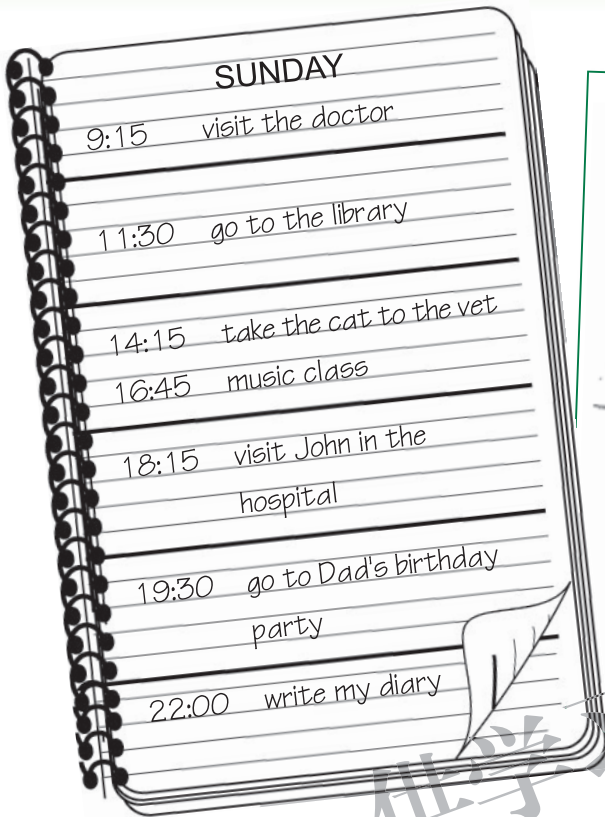 SUNDAY
9:15 visit the doctor
11:30 go to the library
14:15 take the cat to the vet
16:45 music class
18:15 visit John in the
hospital
19:30 go to Dad's birthday
party
22:00 write my diary